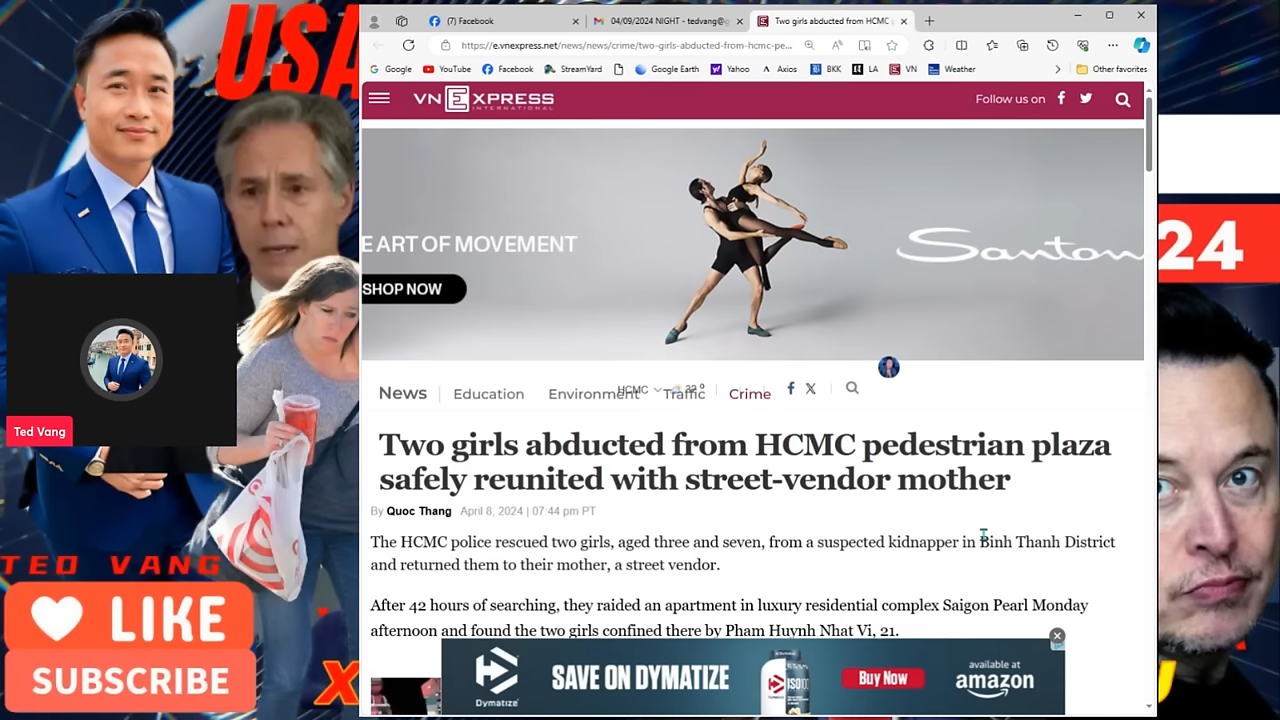 USA
(7) Facebook
04/09/2024 NIGHT - tedvang@g
Two girls abducted from HCMC
https://e.vnexpress.net/news/news/crime/two-girls-abducted-from-hcmc-pe...
Google
YouTube
Facebook
StreamYard
Google Earth
Yahoo
Axios
BKK
LA
VN
Weather
Other favorites
VN EXPRESS
INTERNATIONAL
Follow us on
E ART OF MOVEMENT
SHOP NOW
Santon
24
News
Education
Environment
HCMC
32°
Traffic
Crime
Two girls abducted from HCMC pedestrian plaza
safely reunited with street-vendor mother
By Quoc Thang April 8, 2024 | 07:44 pm PT
The HCMC police rescued two girls, aged three and seven, from a suspected kidnapper in Binh Thanh District
and returned them to their mother, a street vendor.
After 42 hours of searching, they raided an apartment in luxury residential complex Saigon Pearl Monday
afternoon and found the two girls confined there by Pham Huynh Nhat Vi, 21.
Dymatize
SAVE ON DYMATIZE
ISO100
Buy Now
available at
amazon
Ted Vang
TED VANG
LIKE
SUBSCRIBE
X